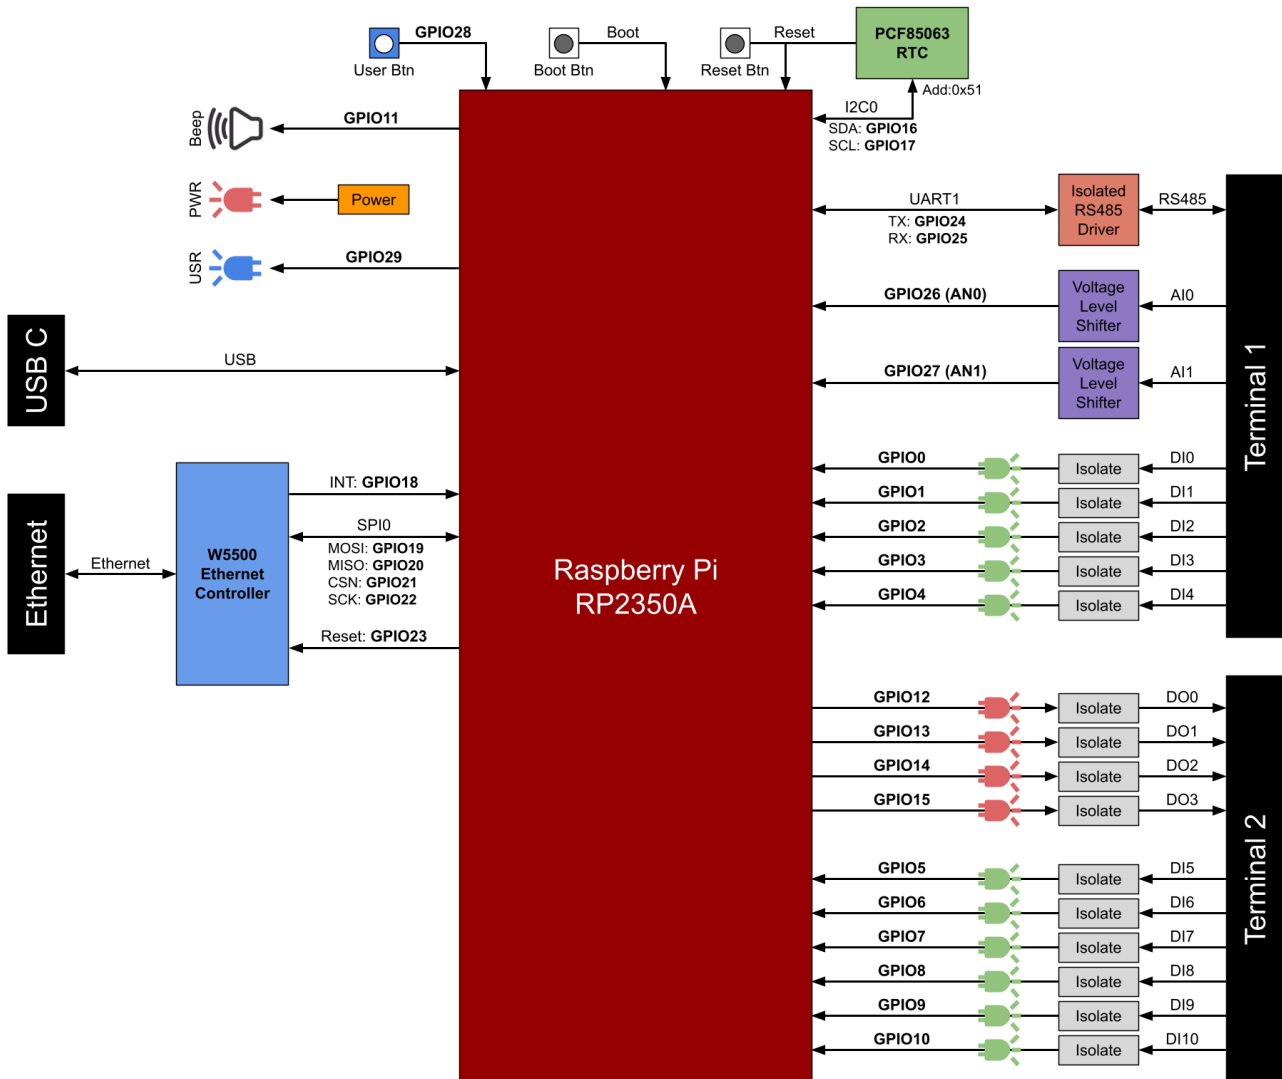 GPIO28
User Btn
Boot
Boot Btn
Reset
Reset Btn
PCF85063
RTC
Add:0x51
I2C0
SDA: GPIO16
SCL: GPIO17
Beep
GPIO11
PWR
Power
USR
GPIO29
USB C
USB
Ethernet
Ethernet
W5500
Ethernet
Controller
INT: GPIO18
SPI0
MOSI: GPIO19
MISO: GPIO20
CSN: GPIO21
SCK: GPIO22
Reset: GPIO23
Raspberry Pi
RP2350A
UART1
TX: GPIO24
RX: GPIO25
Isolated
RS485
Driver
RS485
GPIO26 (AN0)
Voltage
Level
Shifter
AI0
GPIO27 (AN1)
Voltage
Level
Shifter
AI1
GPIO0
Isolate
DI0
GPIO1
Isolate
DI1
GPIO2
Isolate
DI2
GPIO3
Isolate
DI3
GPIO4
Isolate
DI4
Terminal 1
GPIO12
Isolate
DO0
GPIO13
Isolate
DO1
GPIO14
Isolate
DO2
GPIO15
Isolate
DO3
GPIO5
Isolate
DI5
GPIO6
Isolate
DI6
GPIO7
Isolate
DI7
GPIO8
Isolate
DI8
GPIO9
Isolate
DI9
GPIO10
Isolate
DI10
Terminal 2